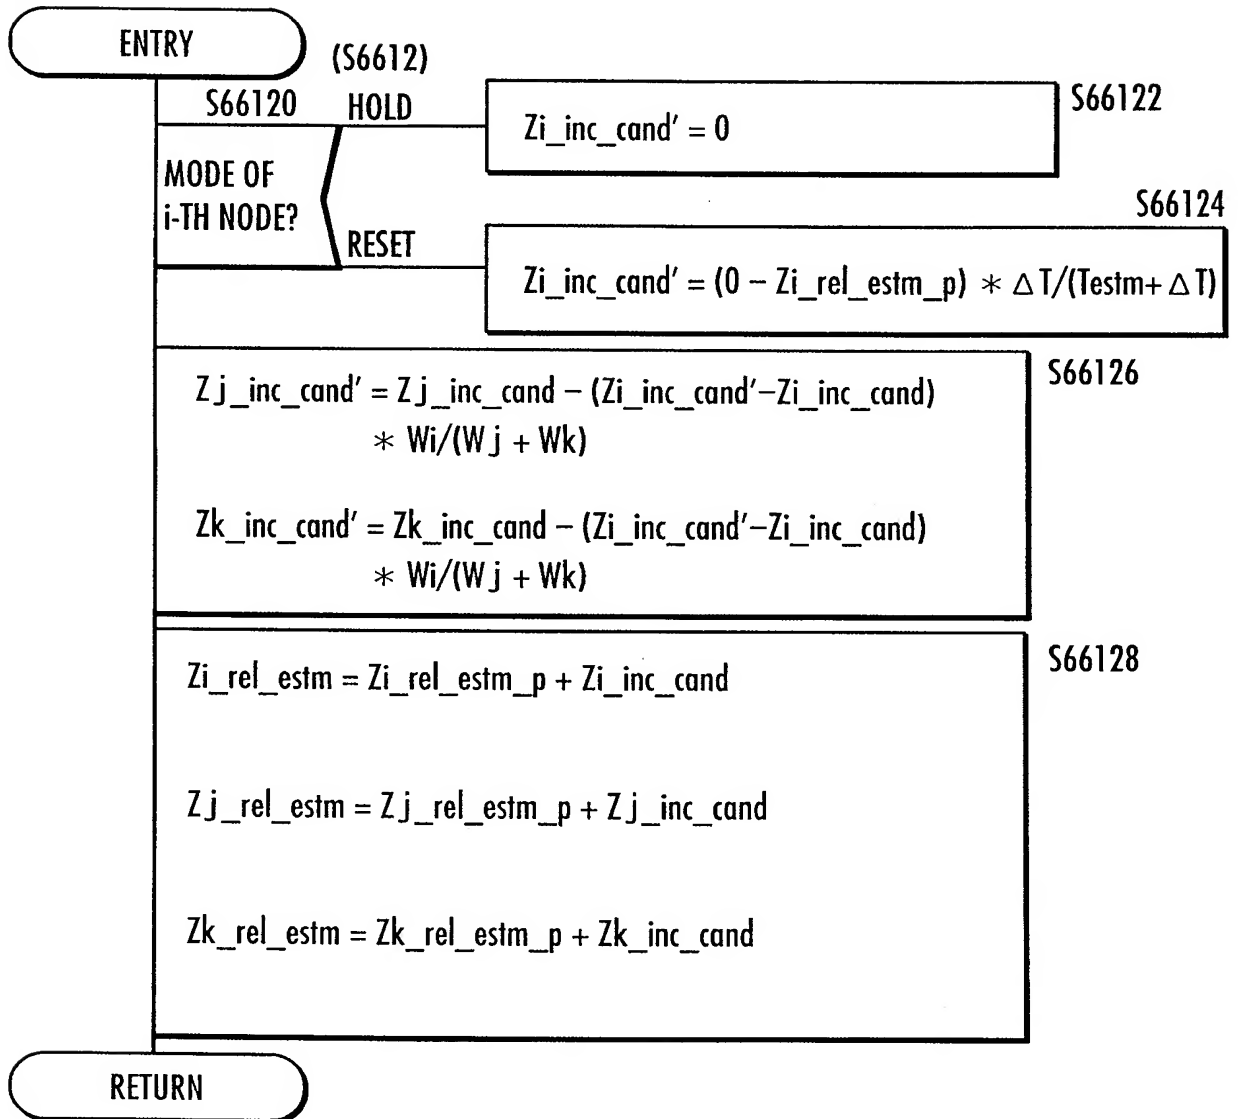 ENTRY
(S6612)
S66120
HOLD
S66122
Zi_inc_cand' = 0
MODE OF
i-TH NODE?
S66124
RESET
Zi_inc_cand' = (0 – Zi_rel_estm_p) * ΔT/(Testm+ ΔT)
S66126
Zj_inc_cand' = Zj_inc_cand – (Zi_inc_cand'–Zi_inc_cand)
* Wi/(Wj + Wk)
Zk_inc_cand' = Zk_inc_cand – (Zi_inc_cand'–Zi_inc_cand)
* Wi/(Wj + Wk)
S66128
Zi_rel_estm = Zi_rel_estm_p + Zi_inc_cand
Zj_rel_estm = Zj_rel_estm_p + Zj_inc_cand
Zk_rel_estm = Zk_rel_estm_p + Zk_inc_cand
RETURN